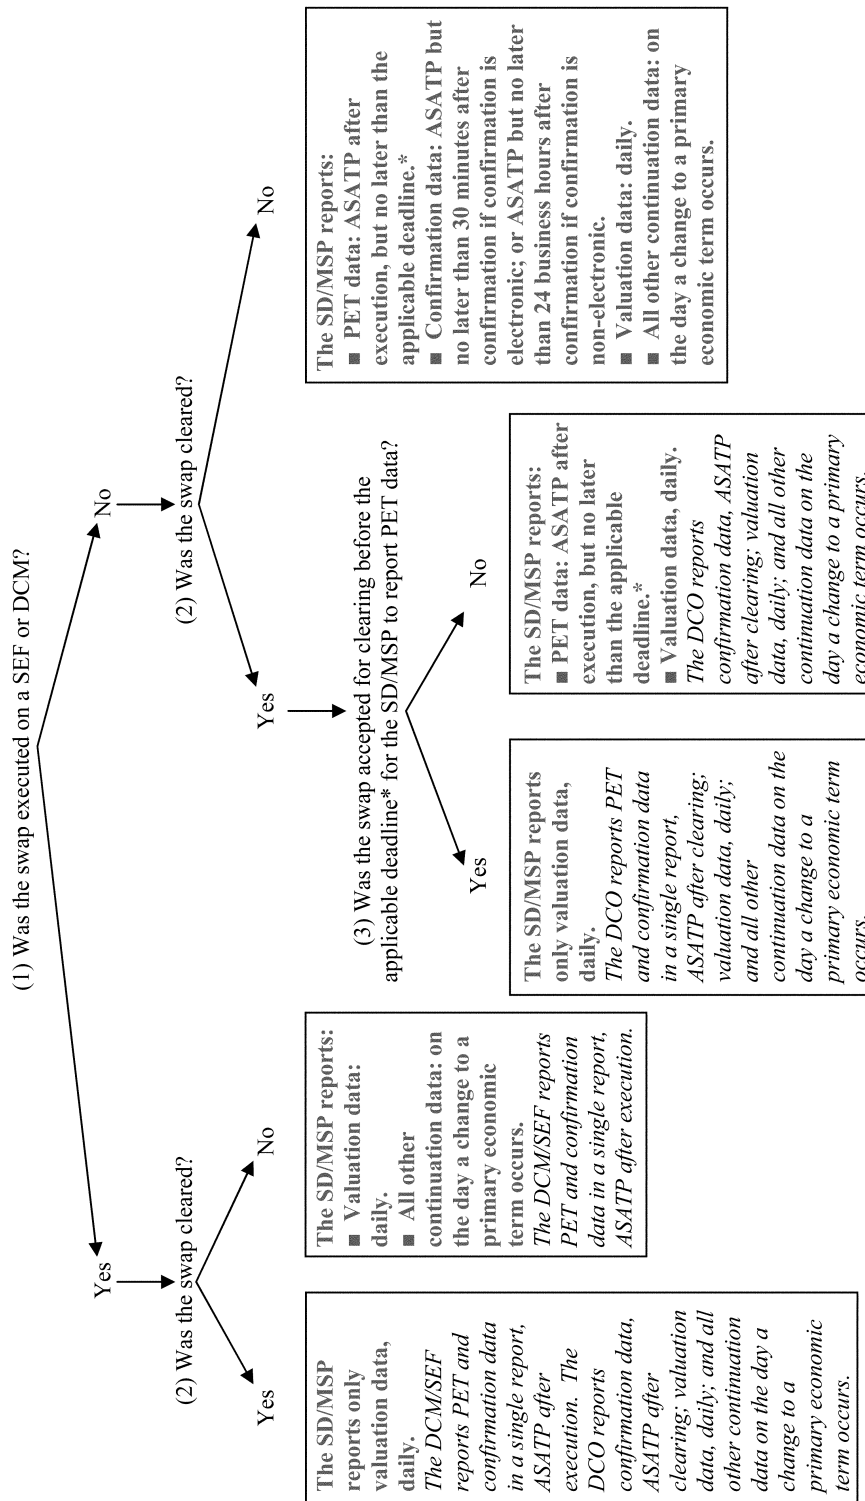 (1) Was the swap executed on a SEF or DCM?
Yes
No
(2) Was the swap cleared?
(2) Was the swap cleared?
Yes
No
Yes
No
(3) Was the swap accepted for clearing before the
applicable deadline* for the SD/MSP to report PET data?
Yes
No
The SD/MSP
reports only
valuation data,
daily.
The DCM/SEF
reports PET and
confirmation data
in a single report,
ASATP after
execution. The
DCO reports
confirmation data,
ASATP after
clearing; valuation
data, daily; and all
other continuation
data on the day a
change to a
primary economic
term occurs.
The SD/MSP reports:
■ Valuation data:
daily.
■ All other
continuation data: on
the day a change to a
primary economic
term occurs.
The DCM/SEF reports
PET and confirmation
data in a single report,
ASATP after execution.
The SD/MSP reports
only valuation data,
daily.
The DCO reports PET
and confirmation data
in a single report,
ASATP after clearing;
valuation data, daily;
and all other
continuation data on the
day a change to a
primary economic term
occurs.
The SD/MSP reports:
■ PET data: ASATP after
execution, but no later
than the applicable
deadline.*
■ Valuation data, daily.
The DCO reports
confirmation data, ASATP
after clearing; valuation
data, daily; and all other
continuation data on the
day a change to a primary
economic term occurs.
The SD/MSP reports:
■ PET data: ASATP after
execution, but no later than the
applicable deadline.*
■ Confirmation data: ASATP but
no later than 30 minutes after
confirmation if confirmation is
electronic; or ASATP but no later
than 24 business hours after
confirmation if confirmation is
non-electronic.
■ Valuation data: daily.
■ All other continuation data: on
the day a change to a primary
economic term occurs.